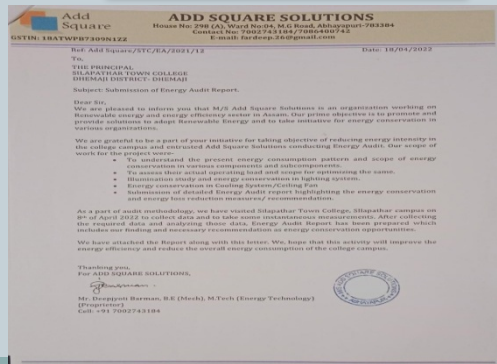 Add
Square
ADD SQUARE SOLUTIONS
House No: 298 (A), Ward No:04, M.G Road, Abhayapuri-783384
Contact No: 7002743184/7086400742
GSTIN: 18ATWPB7309N1ZZ
E-mail: fardeep.26@gmail.com
Ref: Add Square/STC/EA/2021/12
Date: 18/04/2022
To,
THE PRINCIPAL
SILAPATHAR TOWN COLLEGE
DHEMAJI DISTRICT- DHEMAJI
Subject: Submission of Energy Audit Report.
Dear Sir,
We are pleased to inform you that M/S Add Square Solutions is an organization working on
Renewable energy and energy efficiency sector in Assam. Our prime objective is to promote and
provide solutions to adopt Renewable Energy and to take initiative for energy conservation in
various organizations.
We are grateful to be a part of your initiative for taking objective of reducing energy intensity in
the college campus and entrusted Add Square Solutions conducting Energy Audit. Our scope of
work for the project were-
• To understand the present energy consumption pattern and scope of energy
conservation in various components and subcomponents.
• To assess their actual operating load and scope for optimizing the same.
• Illumination study and energy conservation in lighting system.
• Energy conservation in Cooling System/Ceiling Fan
• Submission of detailed Energy Audit report highlighting the energy conservation
and energy loss reduction measures/ recommendation.
As a part of audit methodology, we have visited Silapathar Town College, Silapathar campus on
8th of April 2022 to collect data and to take some instantaneous measurements. After collecting
the required data and analyzing those data, Energy Audit Report has been prepared which
includes our finding and necessary recommendation as energy conservation opportunities.
We have attached the Report along with this letter. We, hope that this activity will improve the
energy efficiency and reduce the overall energy consumption of the college campus.
Thanking you,
For ADD SQUARE SOLUTIONS,
Mr. Deepjyoti Barman, B.E (Mech), M.Tech (Energy Technology)
(Proprietor)
Cell: +91 7002743184